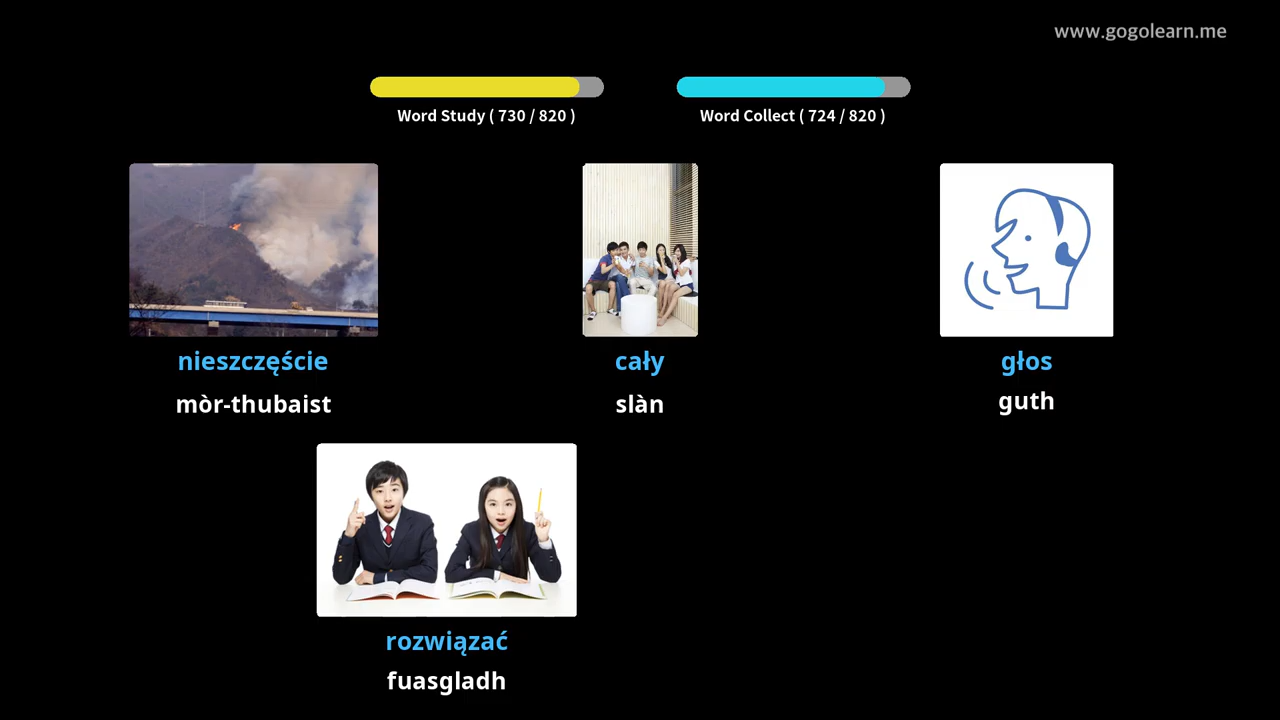 www.gogolearn.me
Word Study ( 730 / 820 )
Word Collect ( 724 / 820 )
nieszczęście
mòr-thubaist
cały
slàn
głos
guth
rozwiązać
fuasgladh